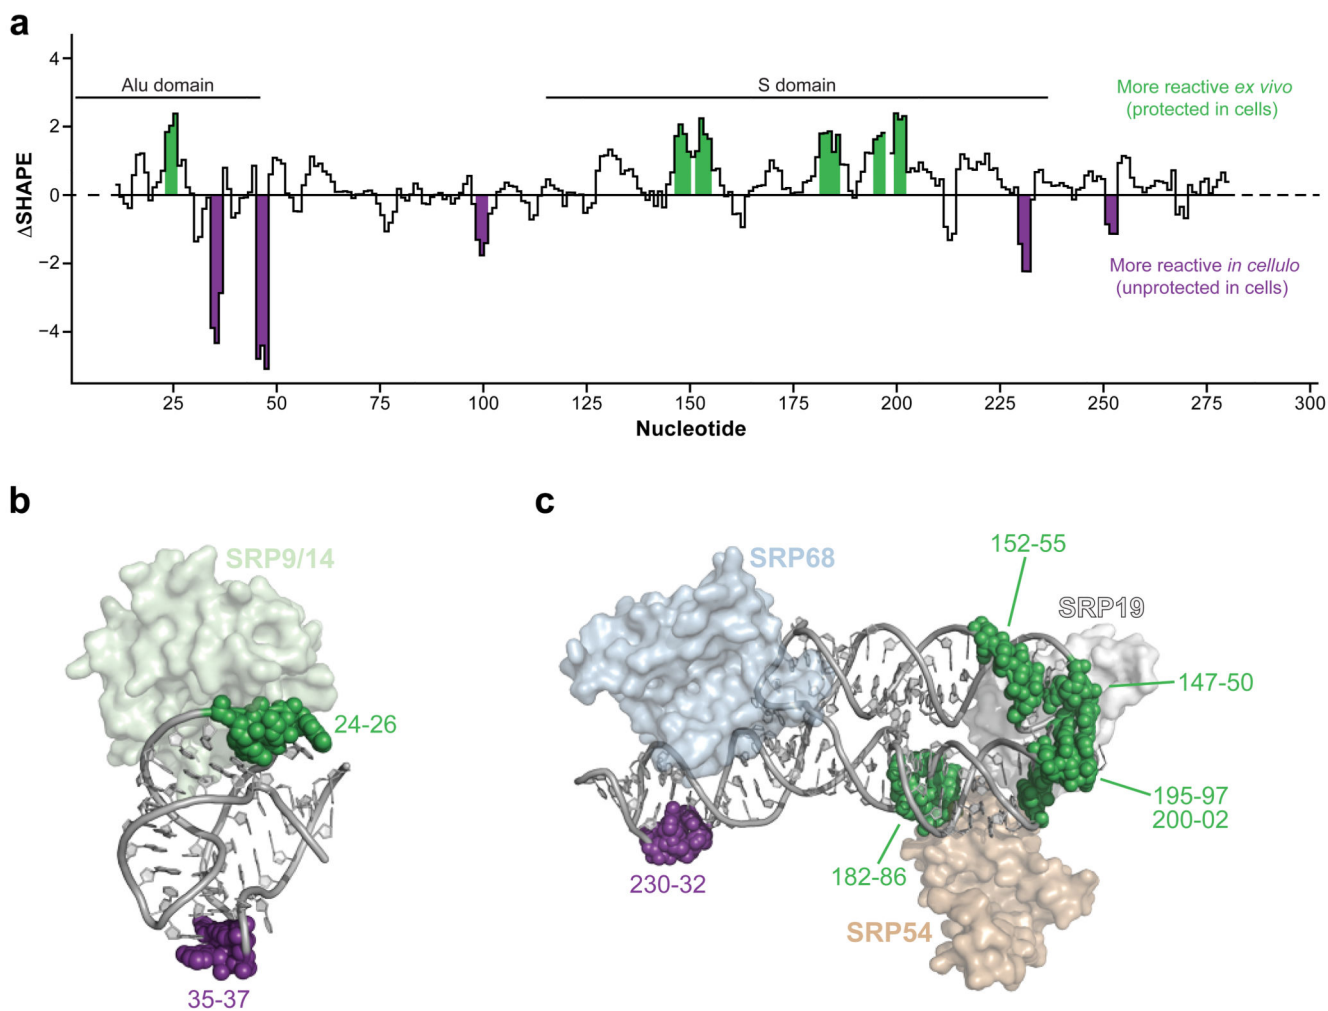 a
4
2
0
−2
−4
ΔSHAPE
Alu domain
S domain
More reactive ex vivo
(protected in cells)
More reactive in cellulo
(unprotected in cells)
25 50 75 100 125 150 175 200 225 250 275 300
Nucleotide
b
SRP9/14
24-26
35-37
c
SRP68
152-55
SRP19
147-50
195-97
200-02
182-86
230-32
SRP54